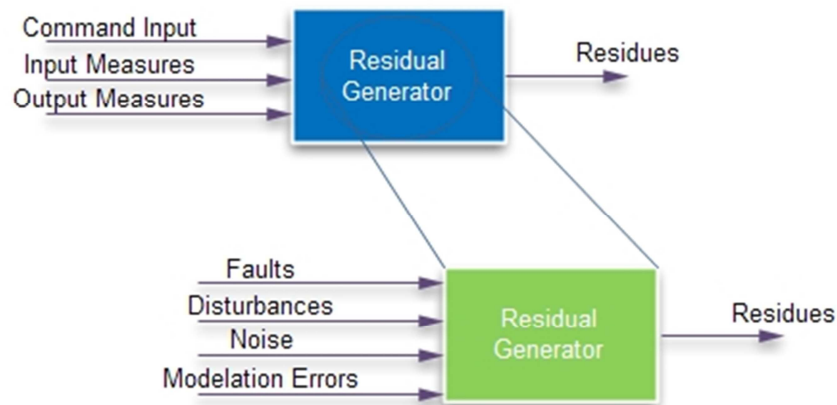 Command Input
Input Measures
Output Measures
Residual
Generator
Residues
Faults
Disturbances
Noise
Modelation Errors
Residual
Generator
Residues